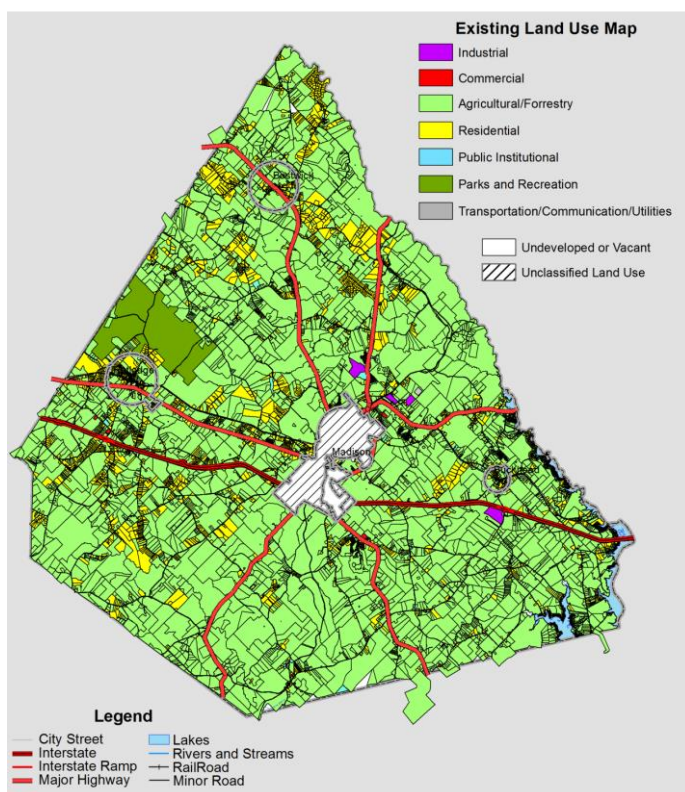 Existing Land Use Map
Industrial
Commercial
Agricultural/Forrestry
Residential
Public Institutional
Parks and Recreation
Transportation/Communication/Utilities
Undeveloped or Vacant
Unclassified Land Use
Madison
Legend
City Street
Interstate
Interstate Ramp
Major Highway
Lakes
Rivers and Streams
RailRoad
Minor Road